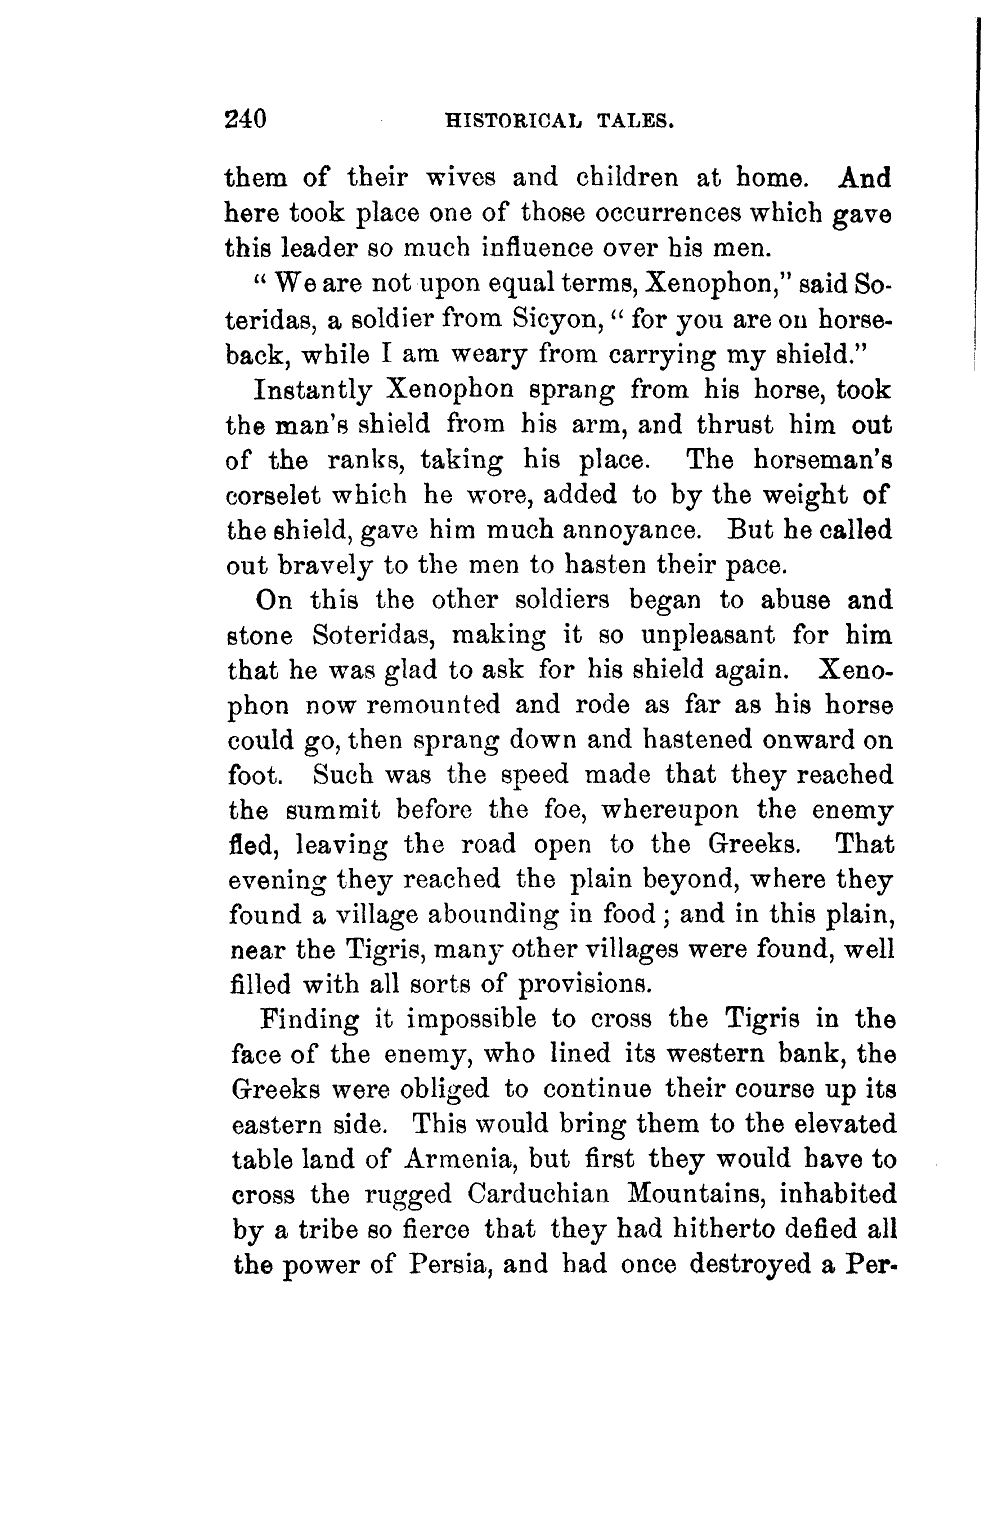 240 HISTORICAL TALES.
them of their wives and children at home. And
here took place one of those occurrences which gave
this leader so much influence over his men.
“ We are not upon equal terms, Xenophon,” said So-
teridas, a soldier from Sicyon, “ for you are on horse-
back, while I am weary from carrying my shield.”
Instantly Xenophon sprang from his horse, took
the man's shield from his arm, and thrust him out
of the ranks, taking his place. The horseman's
corselet which he wore, added to by the weight of
the shield, gave him much annoyance. But he called
out bravely to the men to hasten their pace.
On this the other soldiers began to abuse and
stone Soteridas, making it so unpleasant for him
that he was glad to ask for his shield again. Xeno-
phon now remounted and rode as far as his horse
could go, then sprang down and hastened onward on
foot. Such was the speed made that they reached
the summit before the foe, whereupon the enemy
fled, leaving the road open to the Greeks. That
evening they reached the plain beyond, where they
found a village abounding in food ; and in this plain,
near the Tigris, many other villages were found, well
filled with all sorts of provisions.
Finding it impossible to cross the Tigris in the
face of the enemy, who lined its western bank, the
Greeks were obliged to continue their course up its
eastern side. This would bring them to the elevated
table land of Armenia, but first they would have to
cross the rugged Carduchian Mountains, inhabited
by a tribe so fierce that they had hitherto defied all
the power of Persia, and had once destroyed a Per-